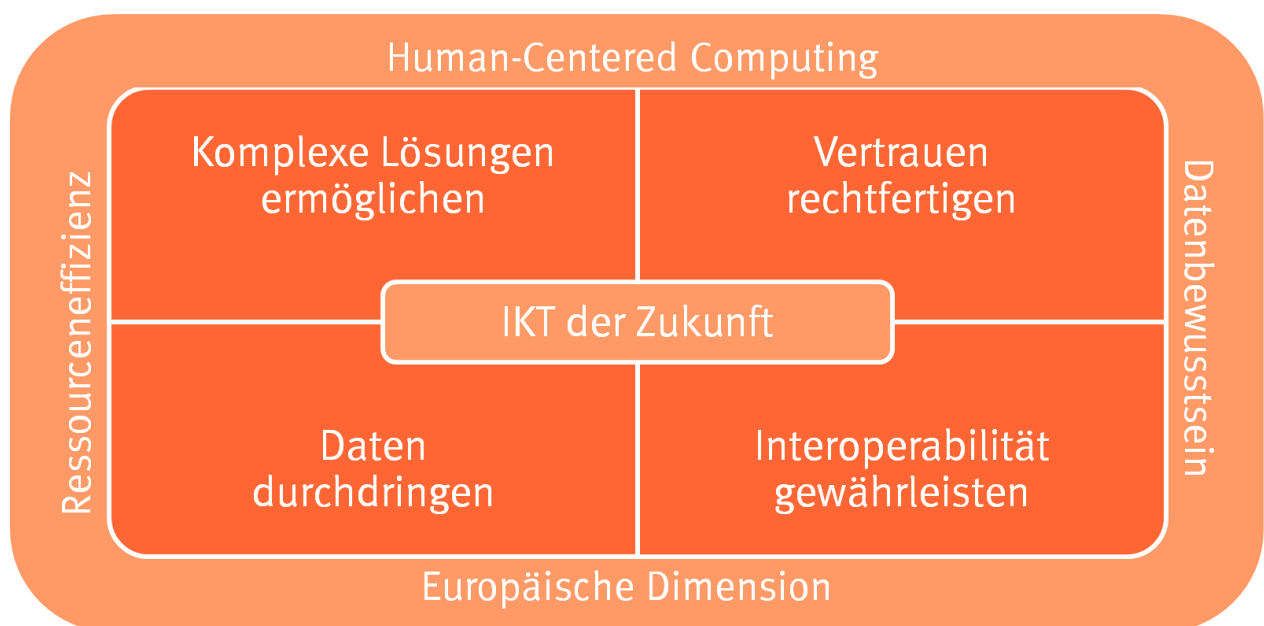 Human-Centered Computing
Komplexe Lösungen
ermöglichen
Vertrauen
rechtfertigen
Ressourceneffizienz
IKT der Zukunft
Datenbewusstsein
Daten
durchdringen
Interoperabilität
gewährleisten
Europäische Dimension